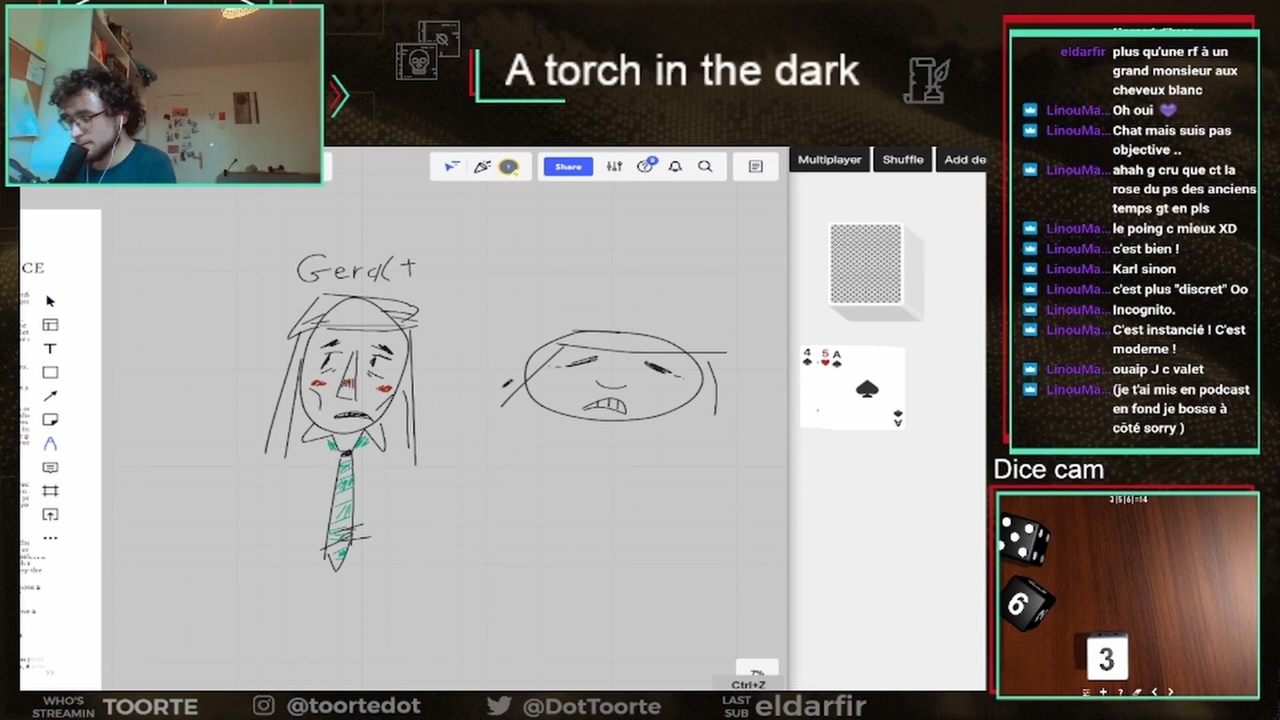 A torch in the dark
Share
Multiplayer
Shuffle
Add de
CE
T
Geralt
4 5 A
A
Ctrl+Z
eldarfir plus qu'une rf à un
grand monsieur aux
cheveux blanc
LinouMa... Oh oui 💜
LinouMa... Chat mais suis pas
objective ..
LinouMa... ahah g cru que ct la
rose du ps des anciens
temps gt en pls
LinouMa... le poing c mieux XD
LinouMa... c'est bien !
LinouMa... Karl sinon
LinouMa... c'est plus "discret" Oo
LinouMa... Incognito.
LinouMa... C'est instancié ! C'est
moderne !
LinouMa... ouaip J c valet
LinouMa... (je t'ai mis en podcast
en fond je bosse à
côté sorry )
Dice cam
3|5|6|=14
6
3
WHO'S
STREAMIN TOORTE
@toortedot
@DotToorte
LAST
SUB eldarfir